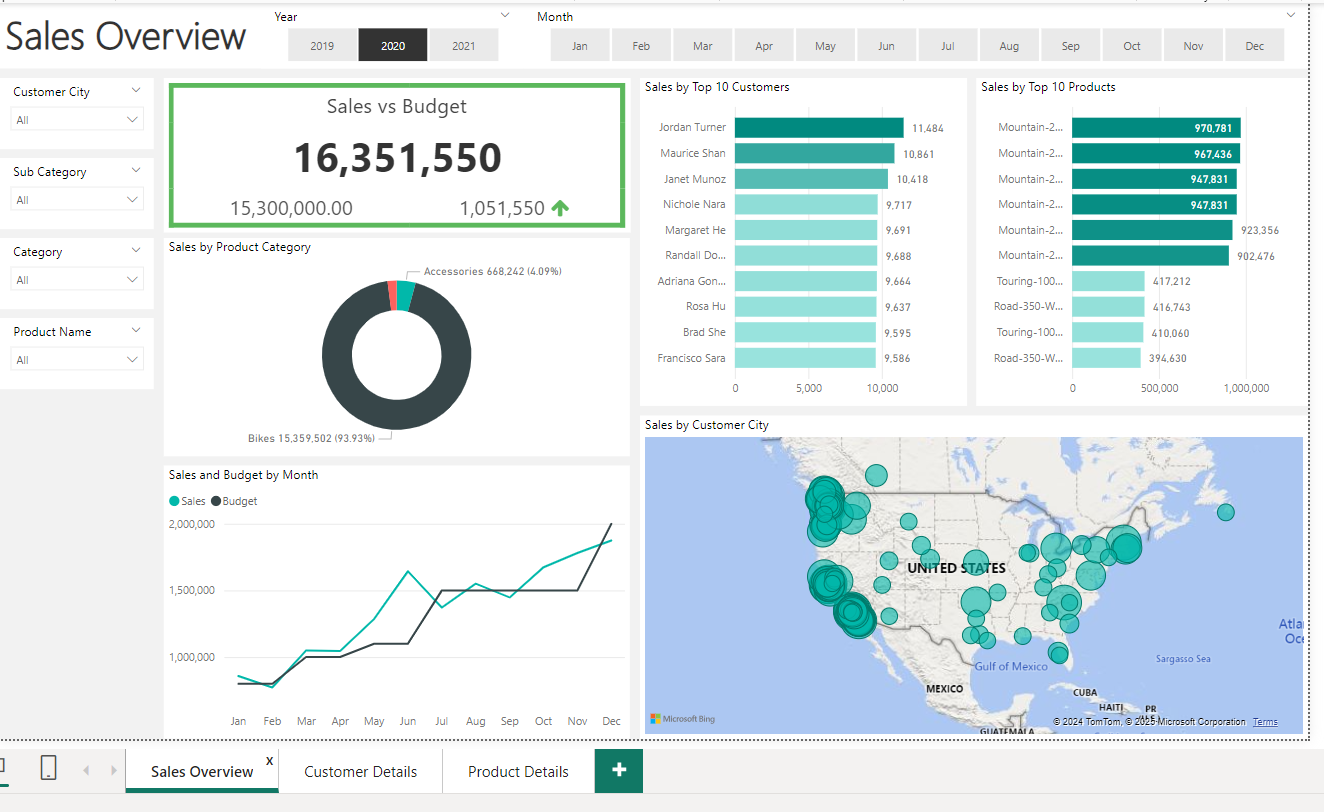 Sales Overview
Year
2019 2020 2021
Month
Jan Feb Mar Apr May Jun Jul Aug Sep Oct Nov Dec
Customer City
All
Sub Category
All
Category
All
Product Name
All
Sales vs Budget
16,351,550
15,300,000.00 1,051,550
Sales by Product Category
Accessories 668,242 (4.09%)
Bikes 15,359,502 (93.93%)
Sales and Budget by Month
Sales Budget
2,000,000
1,500,000
1,000,000
Jan Feb Mar Apr May Jun Jul Aug Sep Oct Nov Dec
Sales by Top 10 Customers
Jordan Turner 11,484
Maurice Shan 10,861
Janet Munoz 10,418
Nichole Nara 9,717
Margaret He 9,691
Randall Do... 9,688
Adriana Gon... 9,664
Rosa Hu 9,637
Brad She 9,595
Francisco Sara 9,586
0 5,000 10,000
Sales by Top 10 Products
Mountain-2... 970,781
Mountain-2... 967,436
Mountain-2... 947,831
Mountain-2... 947,831
Mountain-2... 923,356
Mountain-2... 902,476
Touring-100... 417,212
Road-350-W... 416,743
Touring-100... 410,060
Road-350-W... 394,630
0 500,000 1,000,000
Sales by Customer City
UNITED STATES
Atla
Oce
Sargasso Sea
Gulf of Mexico
MEXICO
CUBA
HAITI
PR
GUATEMALA
Microsoft Bing
© 2024 TomTom, © 2025 Microsoft Corporation Terms
Sales Overview x
Customer Details
Product Details
+